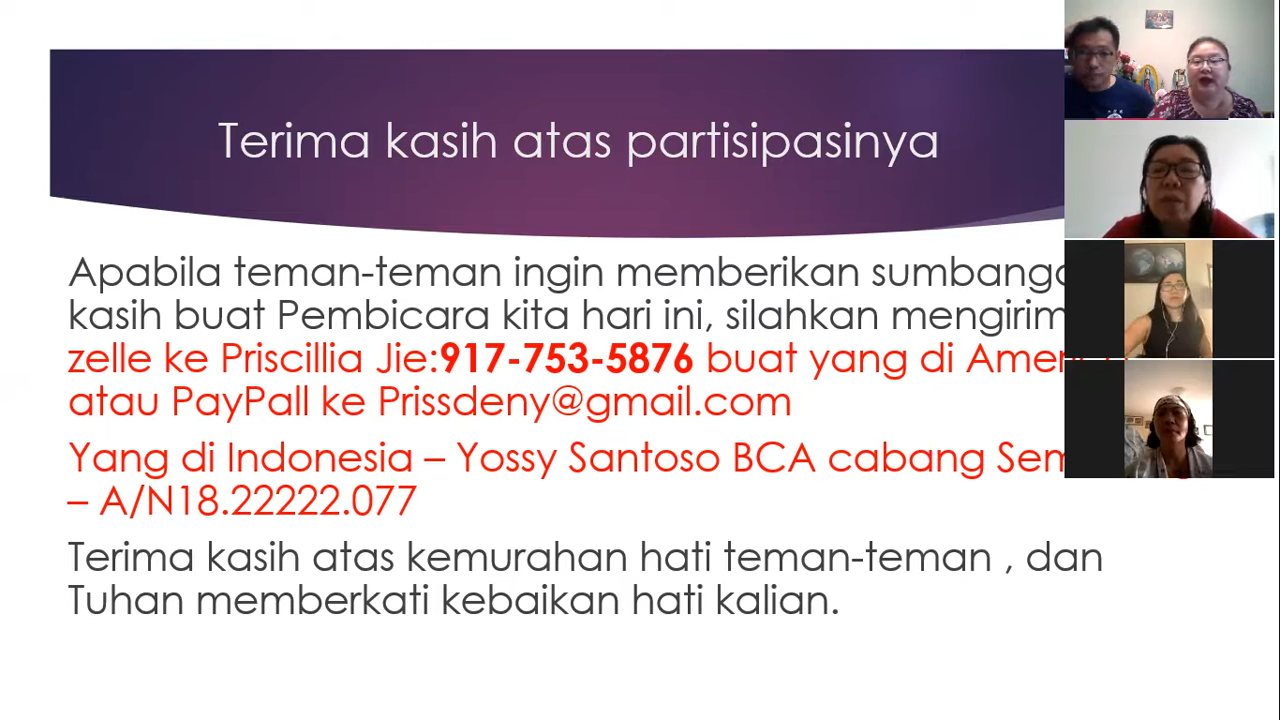 Terima kasih atas partisipasinya
Apabila teman-teman ingin memberikan
kasih buat Pembicara kita hari ini, silahkan
zelle ke Priscillia Jie:917-753-5876 buat yang di
atau PayPall ke Prissdeny@gmail.com
Yang di Indonesia – Yossy Santoso BCA cabang
– A/N18.22222.077
Terima kasih atas kemurahan hati teman-teman , dan
Tuhan memberkati kebaikan hati kalian.